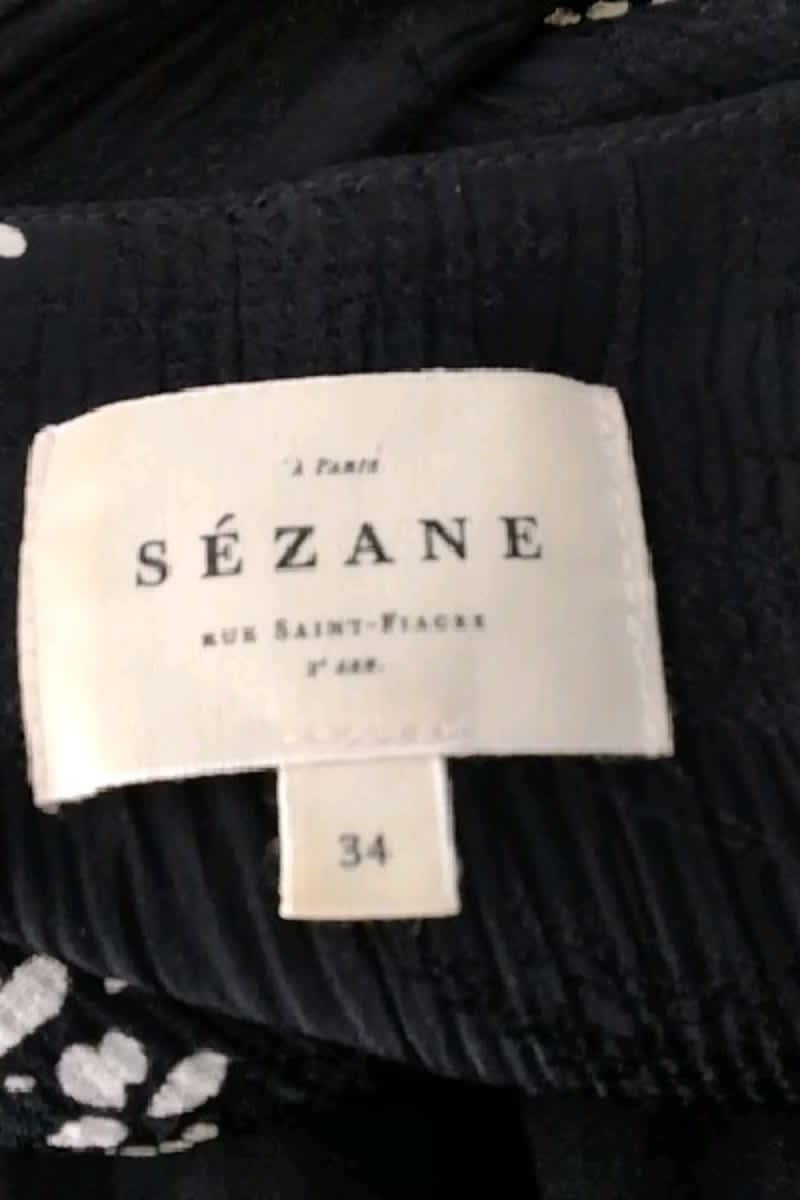 À PARIS
SÉZANE
RUE SAINT-FIACRE
2ᵉ ARR.
34